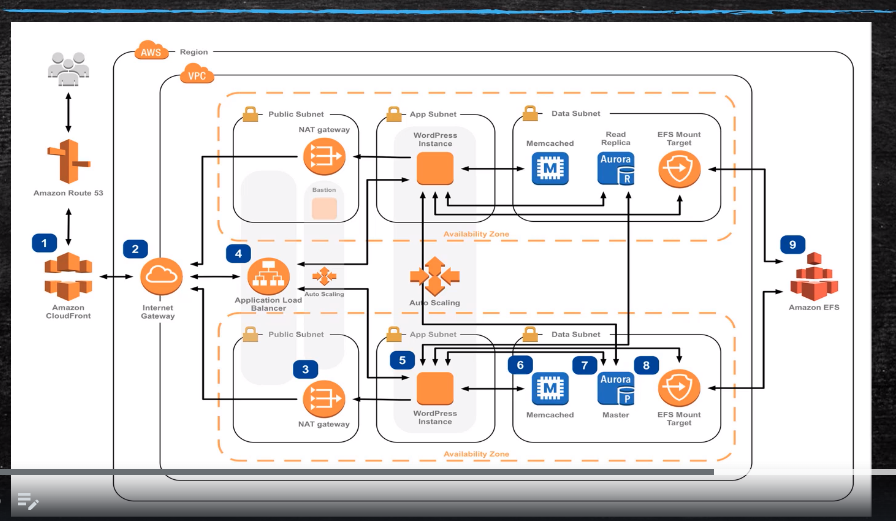 AWS
Region
VPC
Public Subnet
App Subnet
Data Subnet
NAT gateway
WordPress
Instance
Memcached
Read
Replica
Aurora
R
EFS Mount
Target
M
Bastion
Amazon Route 53
Availability Zone
1
2
4
9
Amazon
CloudFront
Internet
Gateway
Application Load
Balancer
Auto Scaling
Auto Scaling
Amazon EFS
Public Subnet
App Subnet
Data Subnet
3
5
6
7
8
NAT gateway
WordPress
Instance
M
Memcached
Aurora
P
Master
EFS Mount
Target
Availability Zone